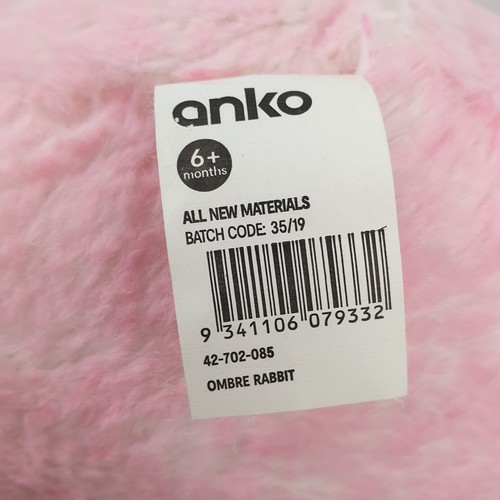 anko
6+
months
ALL NEW MATERIALS
BATCH CODE: 35/19
9 341106 079332
42-702-085
OMBRE RABBIT